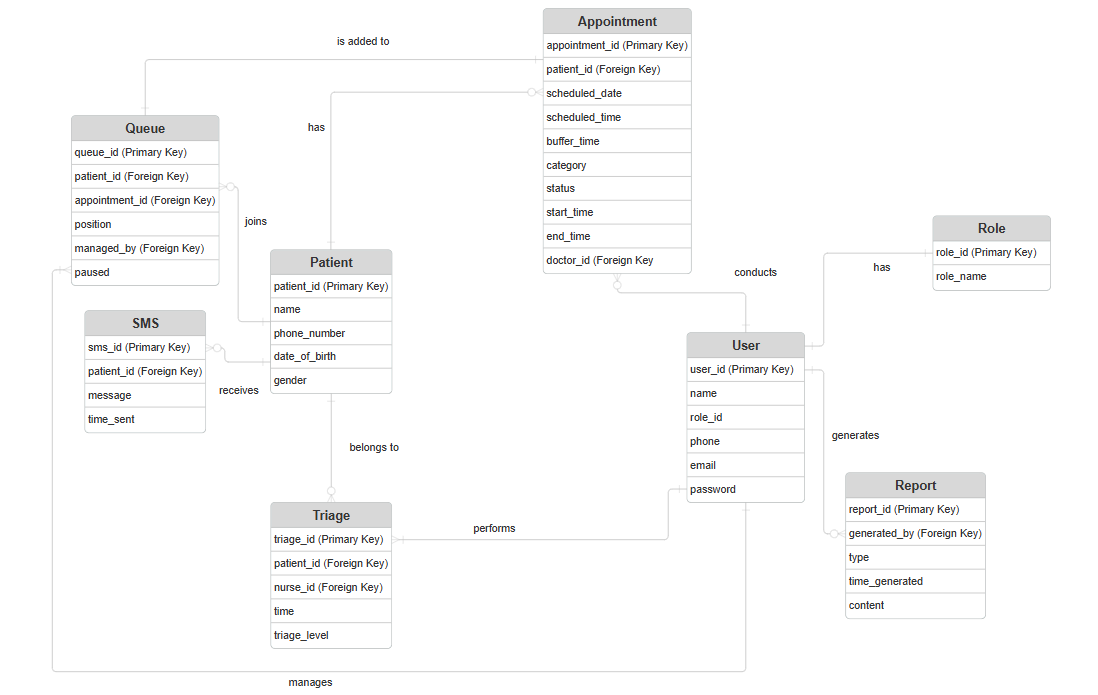 Appointment
appointment_id (Primary Key)
patient_id (Foreign Key)
scheduled_date
scheduled_time
buffer_time
category
status
start_time
end_time
doctor_id (Foreign Key
is added to
has
Queue
queue_id (Primary Key)
patient_id (Foreign Key)
appointment_id (Foreign Key)
position
managed_by (Foreign Key)
paused
joins
Patient
patient_id (Primary Key)
name
phone_number
date_of_birth
gender
SMS
sms_id (Primary Key)
patient_id (Foreign Key)
message
time_sent
receives
belongs to
Role
role_id (Primary Key)
role_name
has
conducts
User
user_id (Primary Key)
name
role_id
phone
email
password
generates
Report
report_id (Primary Key)
generated_by (Foreign Key)
type
time_generated
content
performs
Triage
triage_id (Primary Key)
patient_id (Foreign Key)
nurse_id (Foreign Key)
time
triage_level
manages